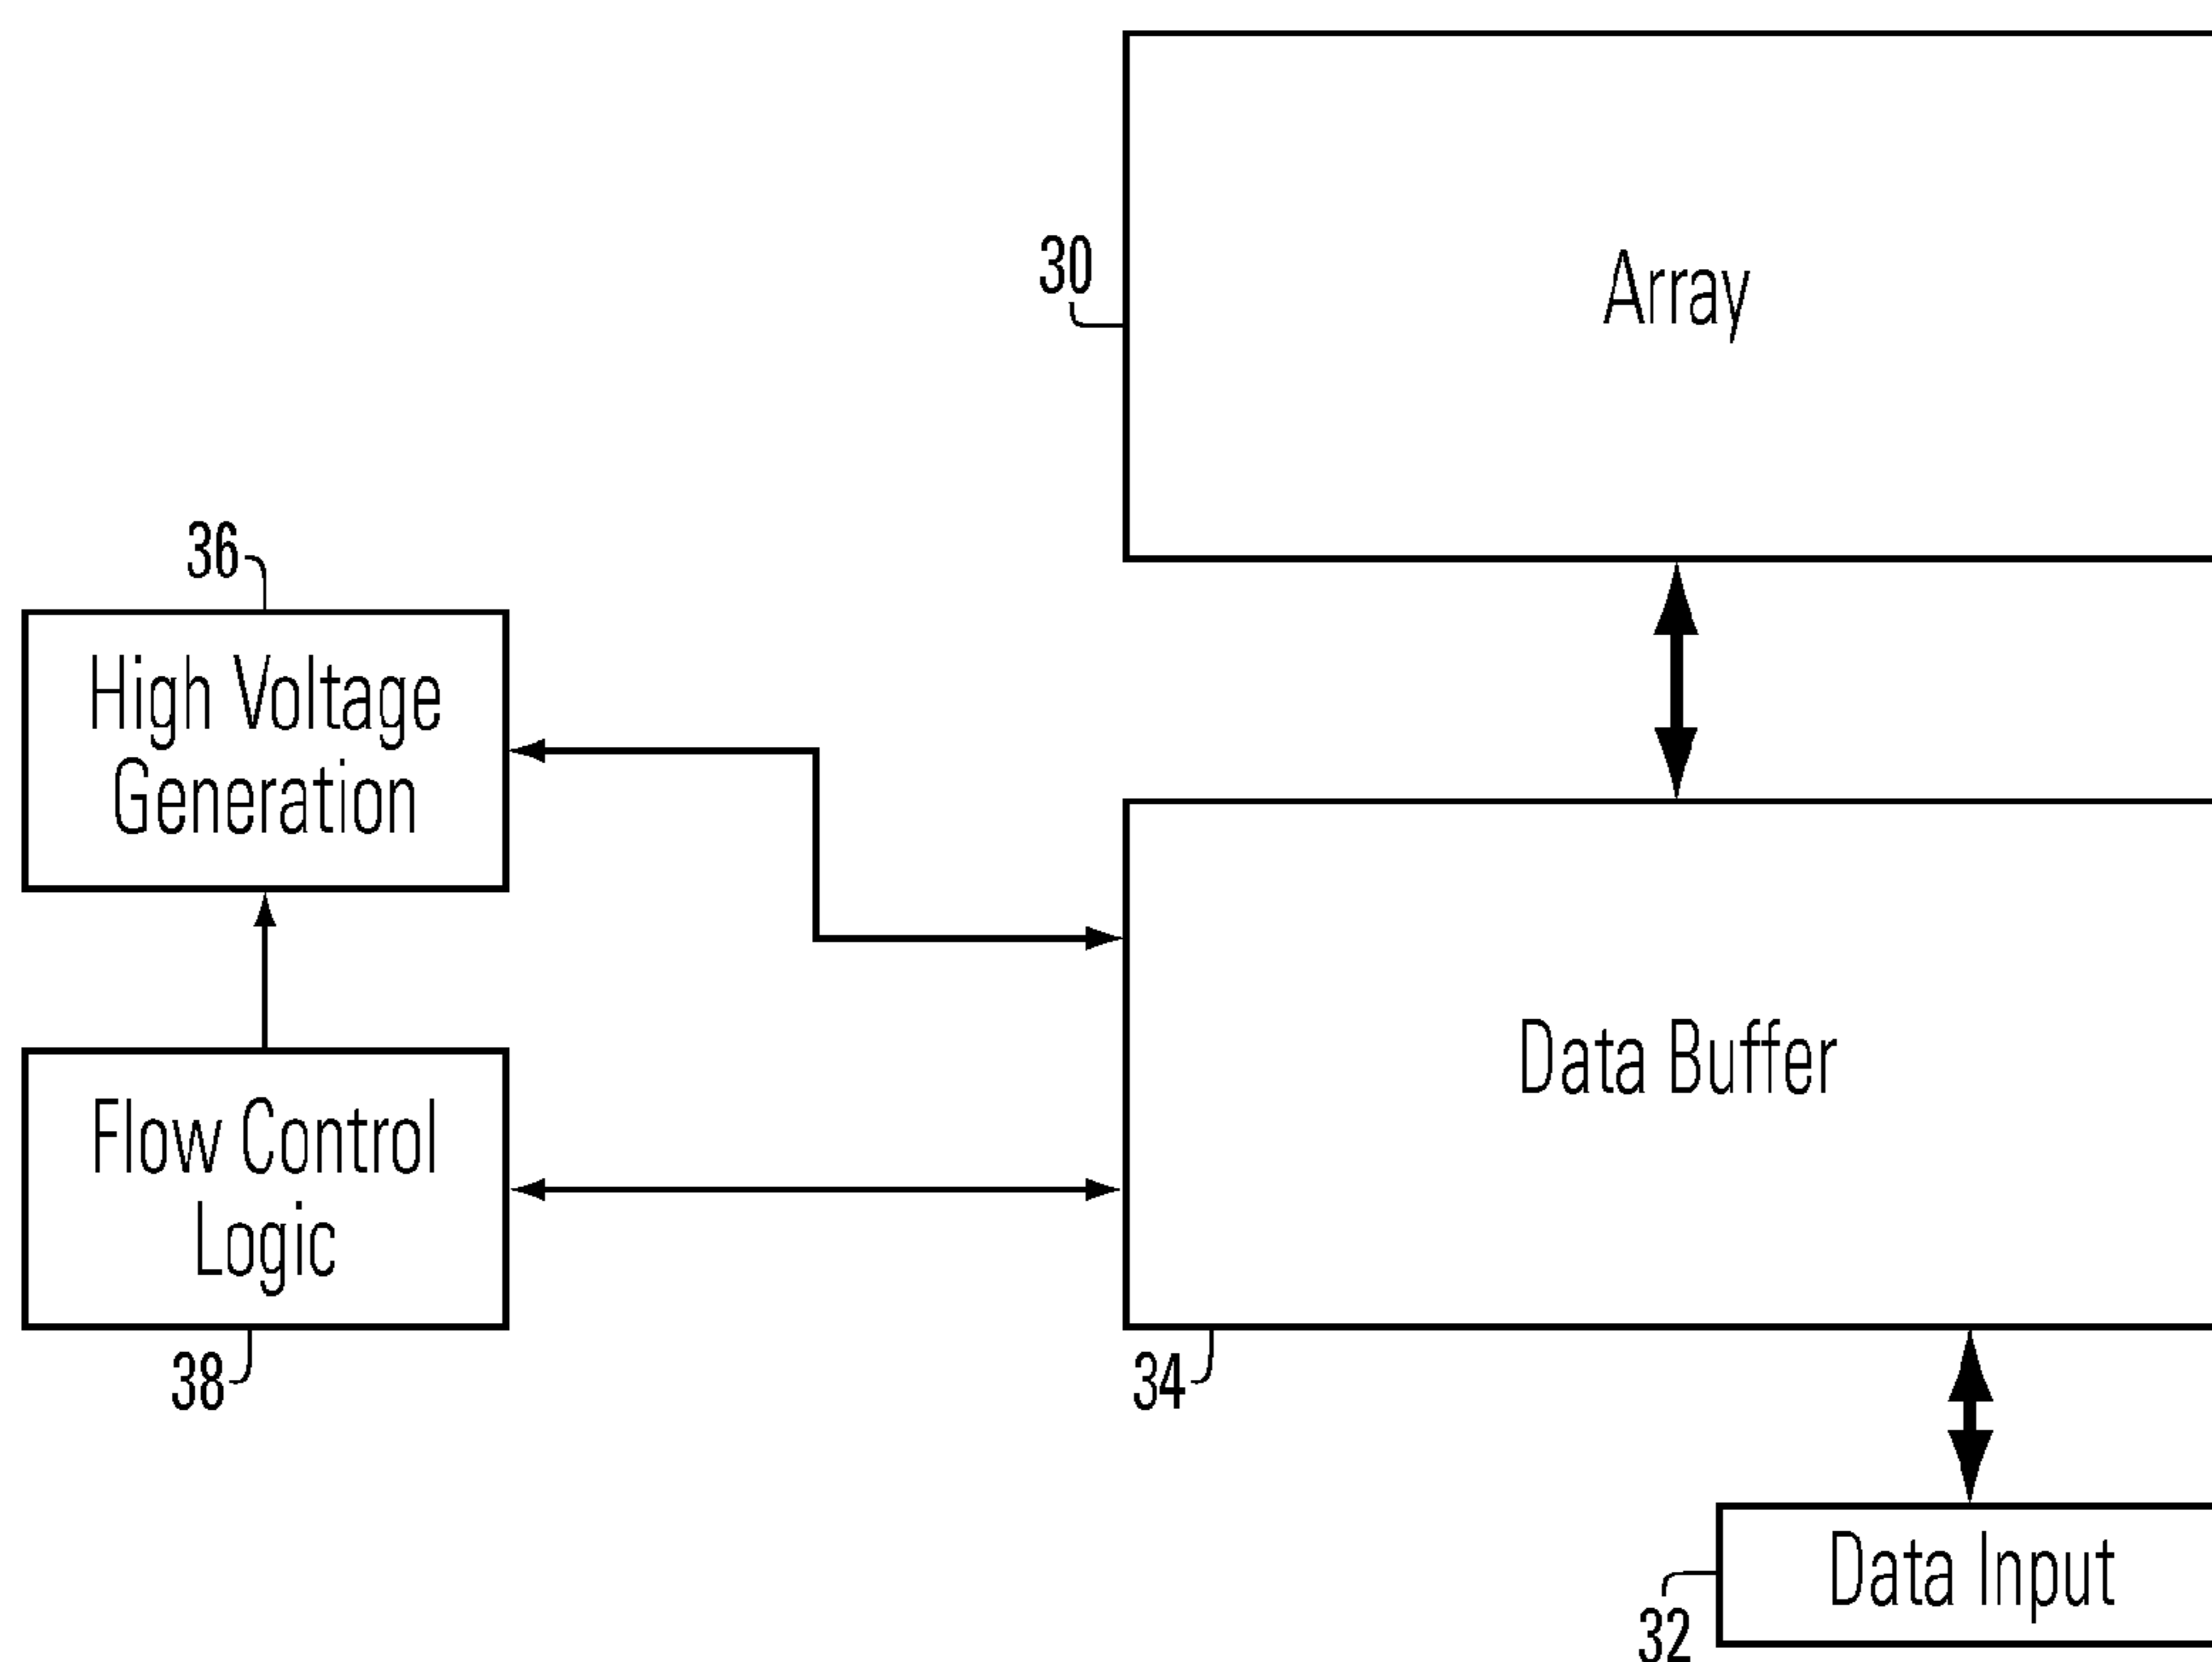 30
Array
36
High Voltage
Generation
Data Buffer
Flow Control
Logic
38
34
Data Input
32